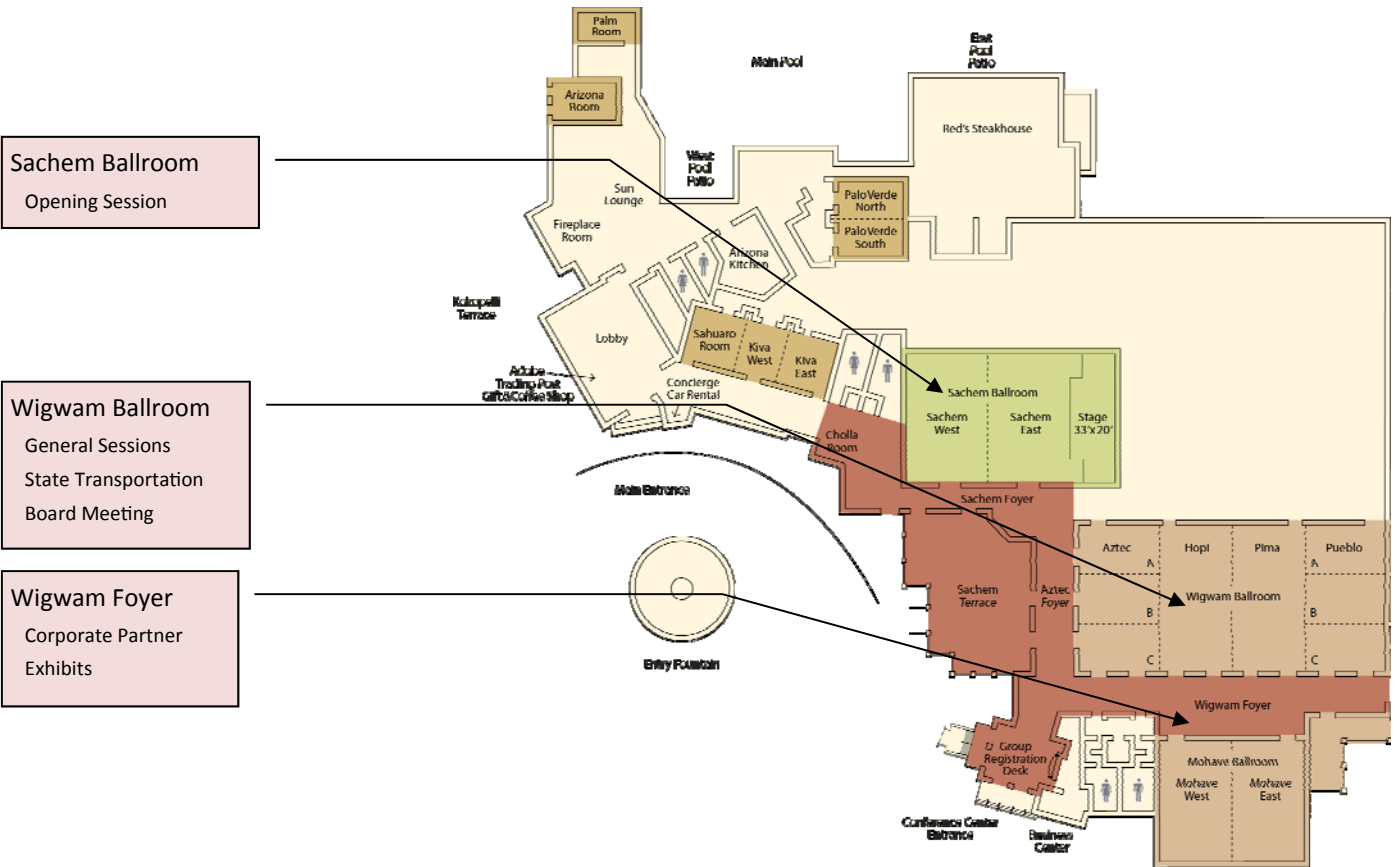 Palm
Room
East
Pool
Patio
Main Pool
Arizona
Room
Red's Steakhouse
Sachem Ballroom
Opening Session
West
Pool
Patio
Sun
Lounge
Palo Verde
North
Fireplace
Room
Palo Verde
South
Arizona
Kitchen
Kokopelli
Terrace
Lobby
Sahuaro
Room
Kiva
West
Kiva
East
Adobe
Trading Post
Gift & Coffee Shop
Concierge
Car Rental
Sachem Ballroom
Sachem
West
Sachem
East
Stage
33'x20'
Wigwam Ballroom
General Sessions
State Transportation
Board Meeting
Cholla
Room
Main Entrance
Sachem Foyer
Aztec
Hopi
Pima
Pueblo
A
A
Wigwam Foyer
Corporate Partner
Exhibits
Sachem
Terrace
Aztec
Foyer
Wigwam Ballroom
B
B
Entry Fountain
C
C
Wigwam Foyer
Group
Registration
Desk
Mohave Ballroom
Mohave
West
Mohave
East
Conference Center
Entrance
Business
Center